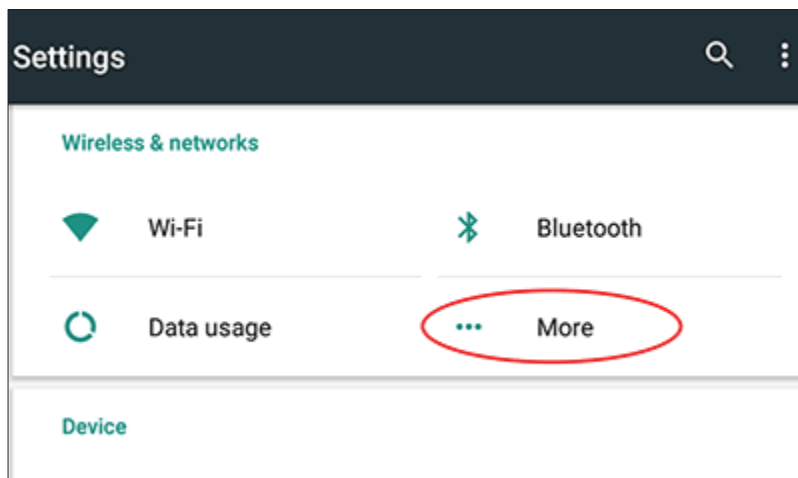 Settings
Wireless & networks
Wi-Fi
Bluetooth
Data usage
More
Device